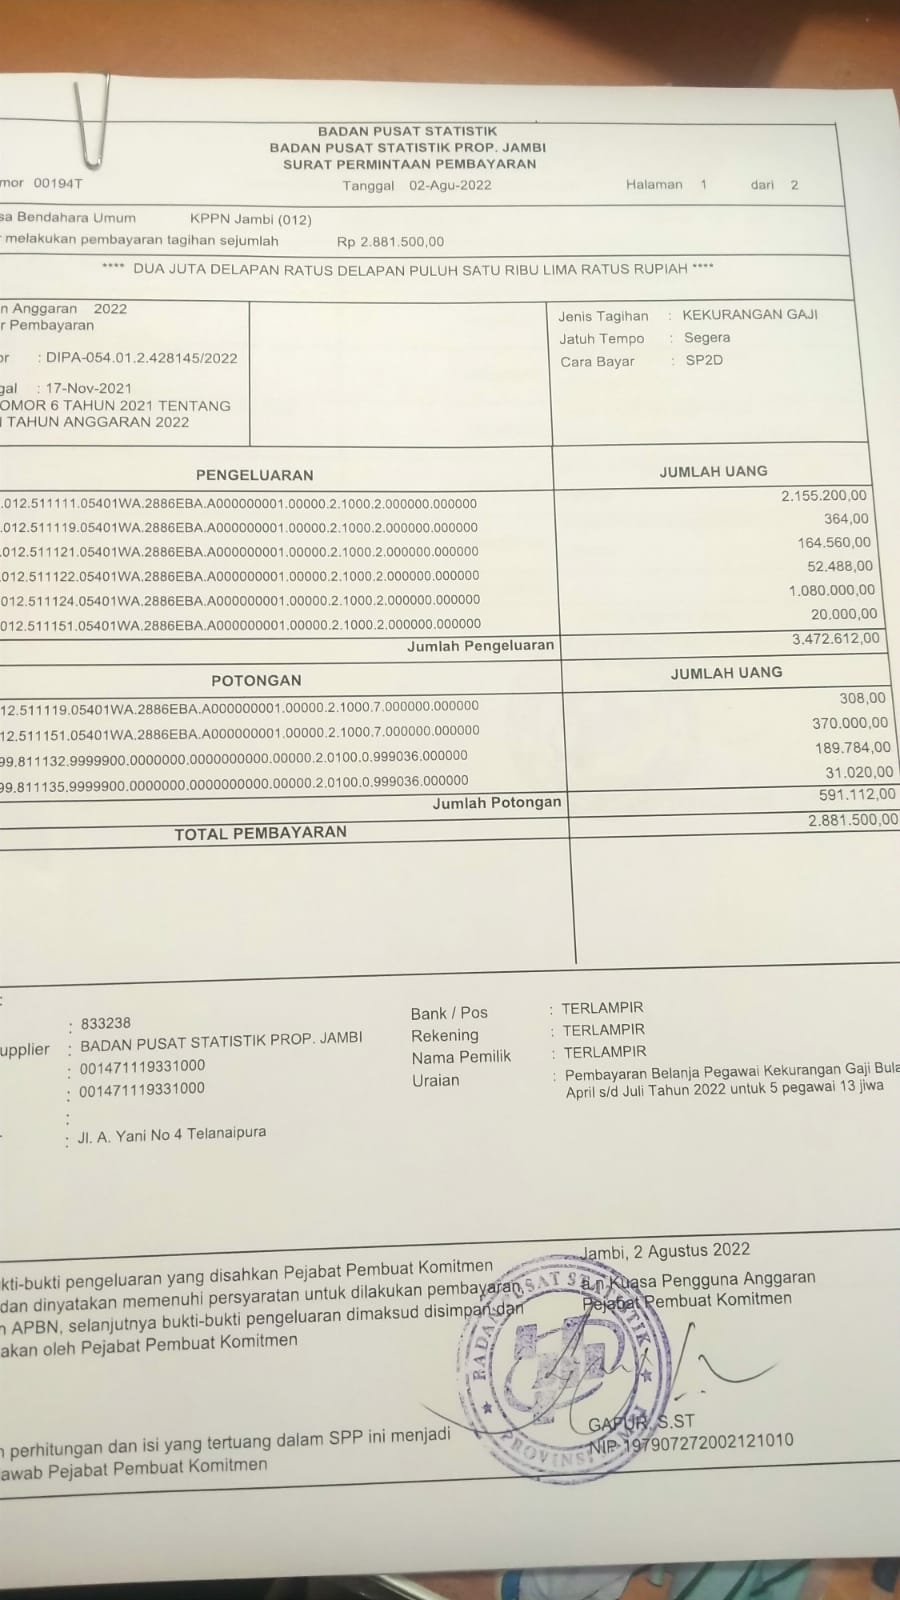 BADAN PUSAT STATISTIK
BADAN PUSAT STATISTIK PROP. JAMBI
SURAT PERMINTAAN PEMBAYARAN
mor 00194T Tanggal 02-Agu-2022 Halaman 1 dari 2
sa Bendahara Umum KPPN Jambi (012)
melakukan pembayaran tagihan sejumlah Rp 2.881.500,00
**** DUA JUTA DELAPAN RATUS DELAPAN PULUH SATU RIBU LIMA RATUS RUPIAH ****
n Anggaran 2022
r Pembayaran
or : DIPA-054.01.2.428145/2022
gal : 17-Nov-2021
OMOR 6 TAHUN 2021 TENTANG
TAHUN ANGGARAN 2022
Jenis Tagihan : KEKURANGAN GAJI
Jatuh Tempo : Segera
Cara Bayar : SP2D
PENGELUARAN JUMLAH UANG
.012.511111.05401WA.2886EBA.A000000001.00000.2.1000.2.000000.000000 2.155.200,00
.012.511119.05401WA.2886EBA.A000000001.00000.2.1000.2.000000.000000 364,00
.012.511121.05401WA.2886EBA.A000000001.00000.2.1000.2.000000.000000 164.560,00
012.511122.05401WA.2886EBA.A000000001.00000.2.1000.2.000000.000000 52.488,00
012.511124.05401WA.2886EBA.A000000001.00000.2.1000.2.000000.000000 1.080.000,00
012.511151.05401WA.2886EBA.A000000001.00000.2.1000.2.000000.000000 20.000,00
Jumlah Pengeluaran 3.472.612,00
POTONGAN JUMLAH UANG
12.511119.05401WA.2886EBA.A000000001.00000.2.1000.7.000000.000000 308,00
12.511151.05401WA.2886EBA.A000000001.00000.2.1000.7.000000.000000 370.000,00
99.811132.9999900.0000000.0000000000.00000.2.0100.0.999036.000000 189.784,00
99.811135.9999900.0000000.0000000000.00000.2.0100.0.999036.000000 31.020,00
Jumlah Potongan 591.112,00
TOTAL PEMBAYARAN 2.881.500,00
:
: 833238
upplier : BADAN PUSAT STATISTIK PROP. JAMBI
: 001471119331000
: 001471119331000
:
: Jl. A. Yani No 4 Telanaipura
Bank / Pos : TERLAMPIR
Rekening : TERLAMPIR
Nama Pemilik : TERLAMPIR
Uraian : Pembayaran Belanja Pegawai Kekurangan Gaji Bula
April s/d Juli Tahun 2022 untuk 5 pegawai 13 jiwa
kti-bukti pengeluaran yang disahkan Pejabat Pembuat Komitmen
dan dinyatakan memenuhi persyaratan untuk dilakukan pembayaran
n APBN, selanjutnya bukti-bukti pengeluaran dimaksud disimpan dan
akan oleh Pejabat Pembuat Komitmen
Jambi, 2 Agustus 2022
a.n Kuasa Pengguna Anggaran
Pejabat Pembuat Komitmen
BADAN PUSAT STATISTIK
PROVINSI
GAPUR, S.ST
NIP 197907272002121010
n perhitungan dan isi yang tertuang dalam SPP ini menjadi
awab Pejabat Pembuat Komitmen